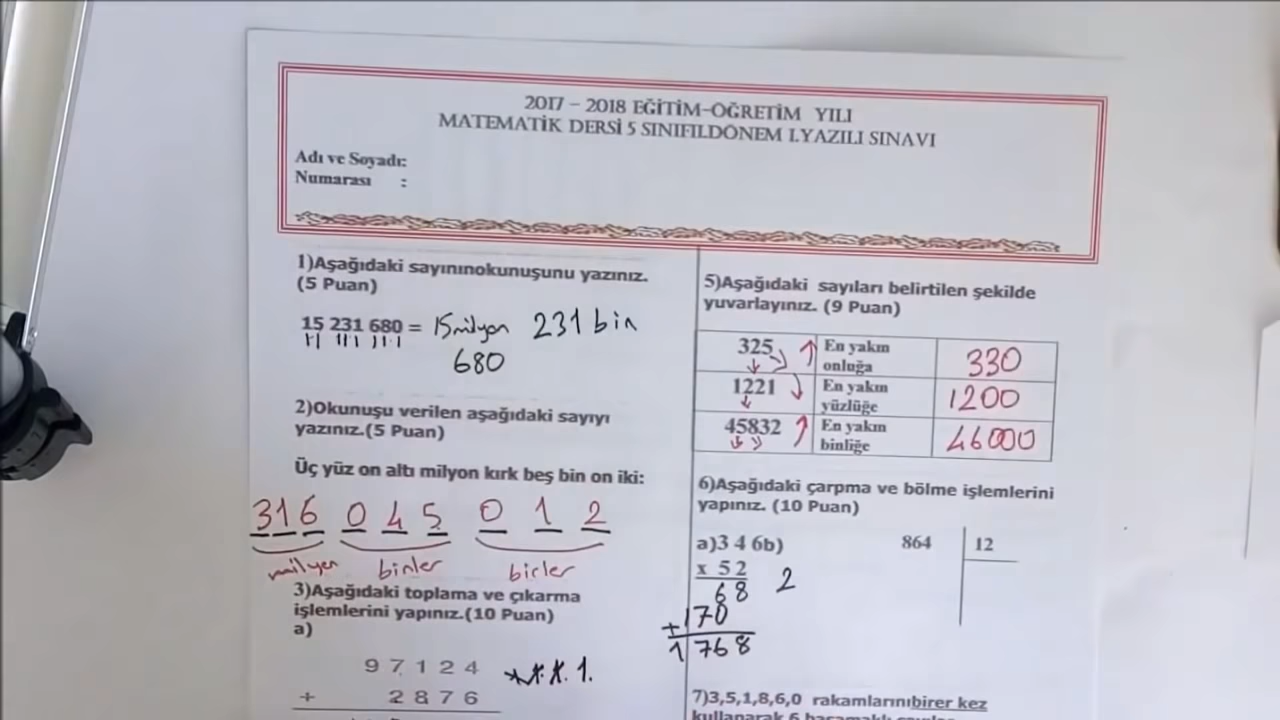 2017 – 2018 EĞİTİM-ÖĞRETİM YILI
MATEMATİK DERSİ 5 SINIFILDÖNEM I.YAZILI SINAVI
Adı ve Soyadı:
Numarası :
1)Aşağıdaki sayınınokunuşunu yazınız.
(5 Puan)
15 231 680 = 15 milyon 231 bin
680
2)Okunuşu verilen aşağıdaki sayıyı
yazınız.(5 Puan)
Üç yüz on altı milyon kırk beş bin on iki:
316 045 012
milyen binler birler
3)Aşağıdaki toplama ve çıkarma
işlemlerini yapınız.(10 Puan)
a)
97124
+ 2876
5)Aşağıdaki sayıları belirtilen şekilde
yuvarlayınız. (9 Puan)
325 En yakın onluğa 330
1221 En yakın yüzlüğe 1200
45832 En yakın binliğe 46000
6)Aşağıdaki çarpma ve bölme işlemlerini
yapınız. (10 Puan)
a)3 4 6b) 864 12
x 52
68 2
+170
1768
7)3,5,1,8,6,0 rakamlarınıbirer kez
kullanarak 6 basamaklı